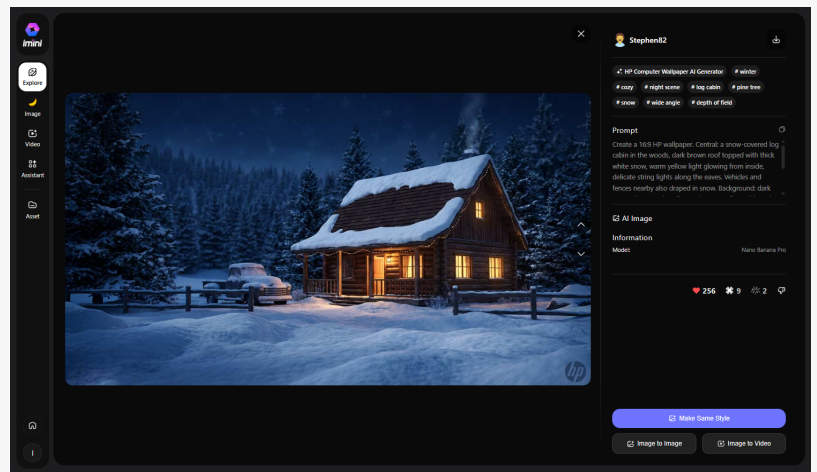 imini
Explore
Image
Video
Assistant
Asset
I
hp
Stephen82
HP Computer Wallpaper AI Generator
# winter
# cozy
# night scene
# log cabin
# pine tree
# snow
# wide angle
# depth of field
Prompt
Create a 16:9 HP wallpaper. Central: a snow-covered log
cabin in the woods, dark brown roof topped with thick
white snow, warm yellow light glowing from inside,
delicate string lights along the eaves. Vehicles and
fences nearby also draped in snow. Background: dark
AI Image
Information
Model:
Nano Banana Pro
256
9
2
Make Same Style
Image to Image
Image to Video